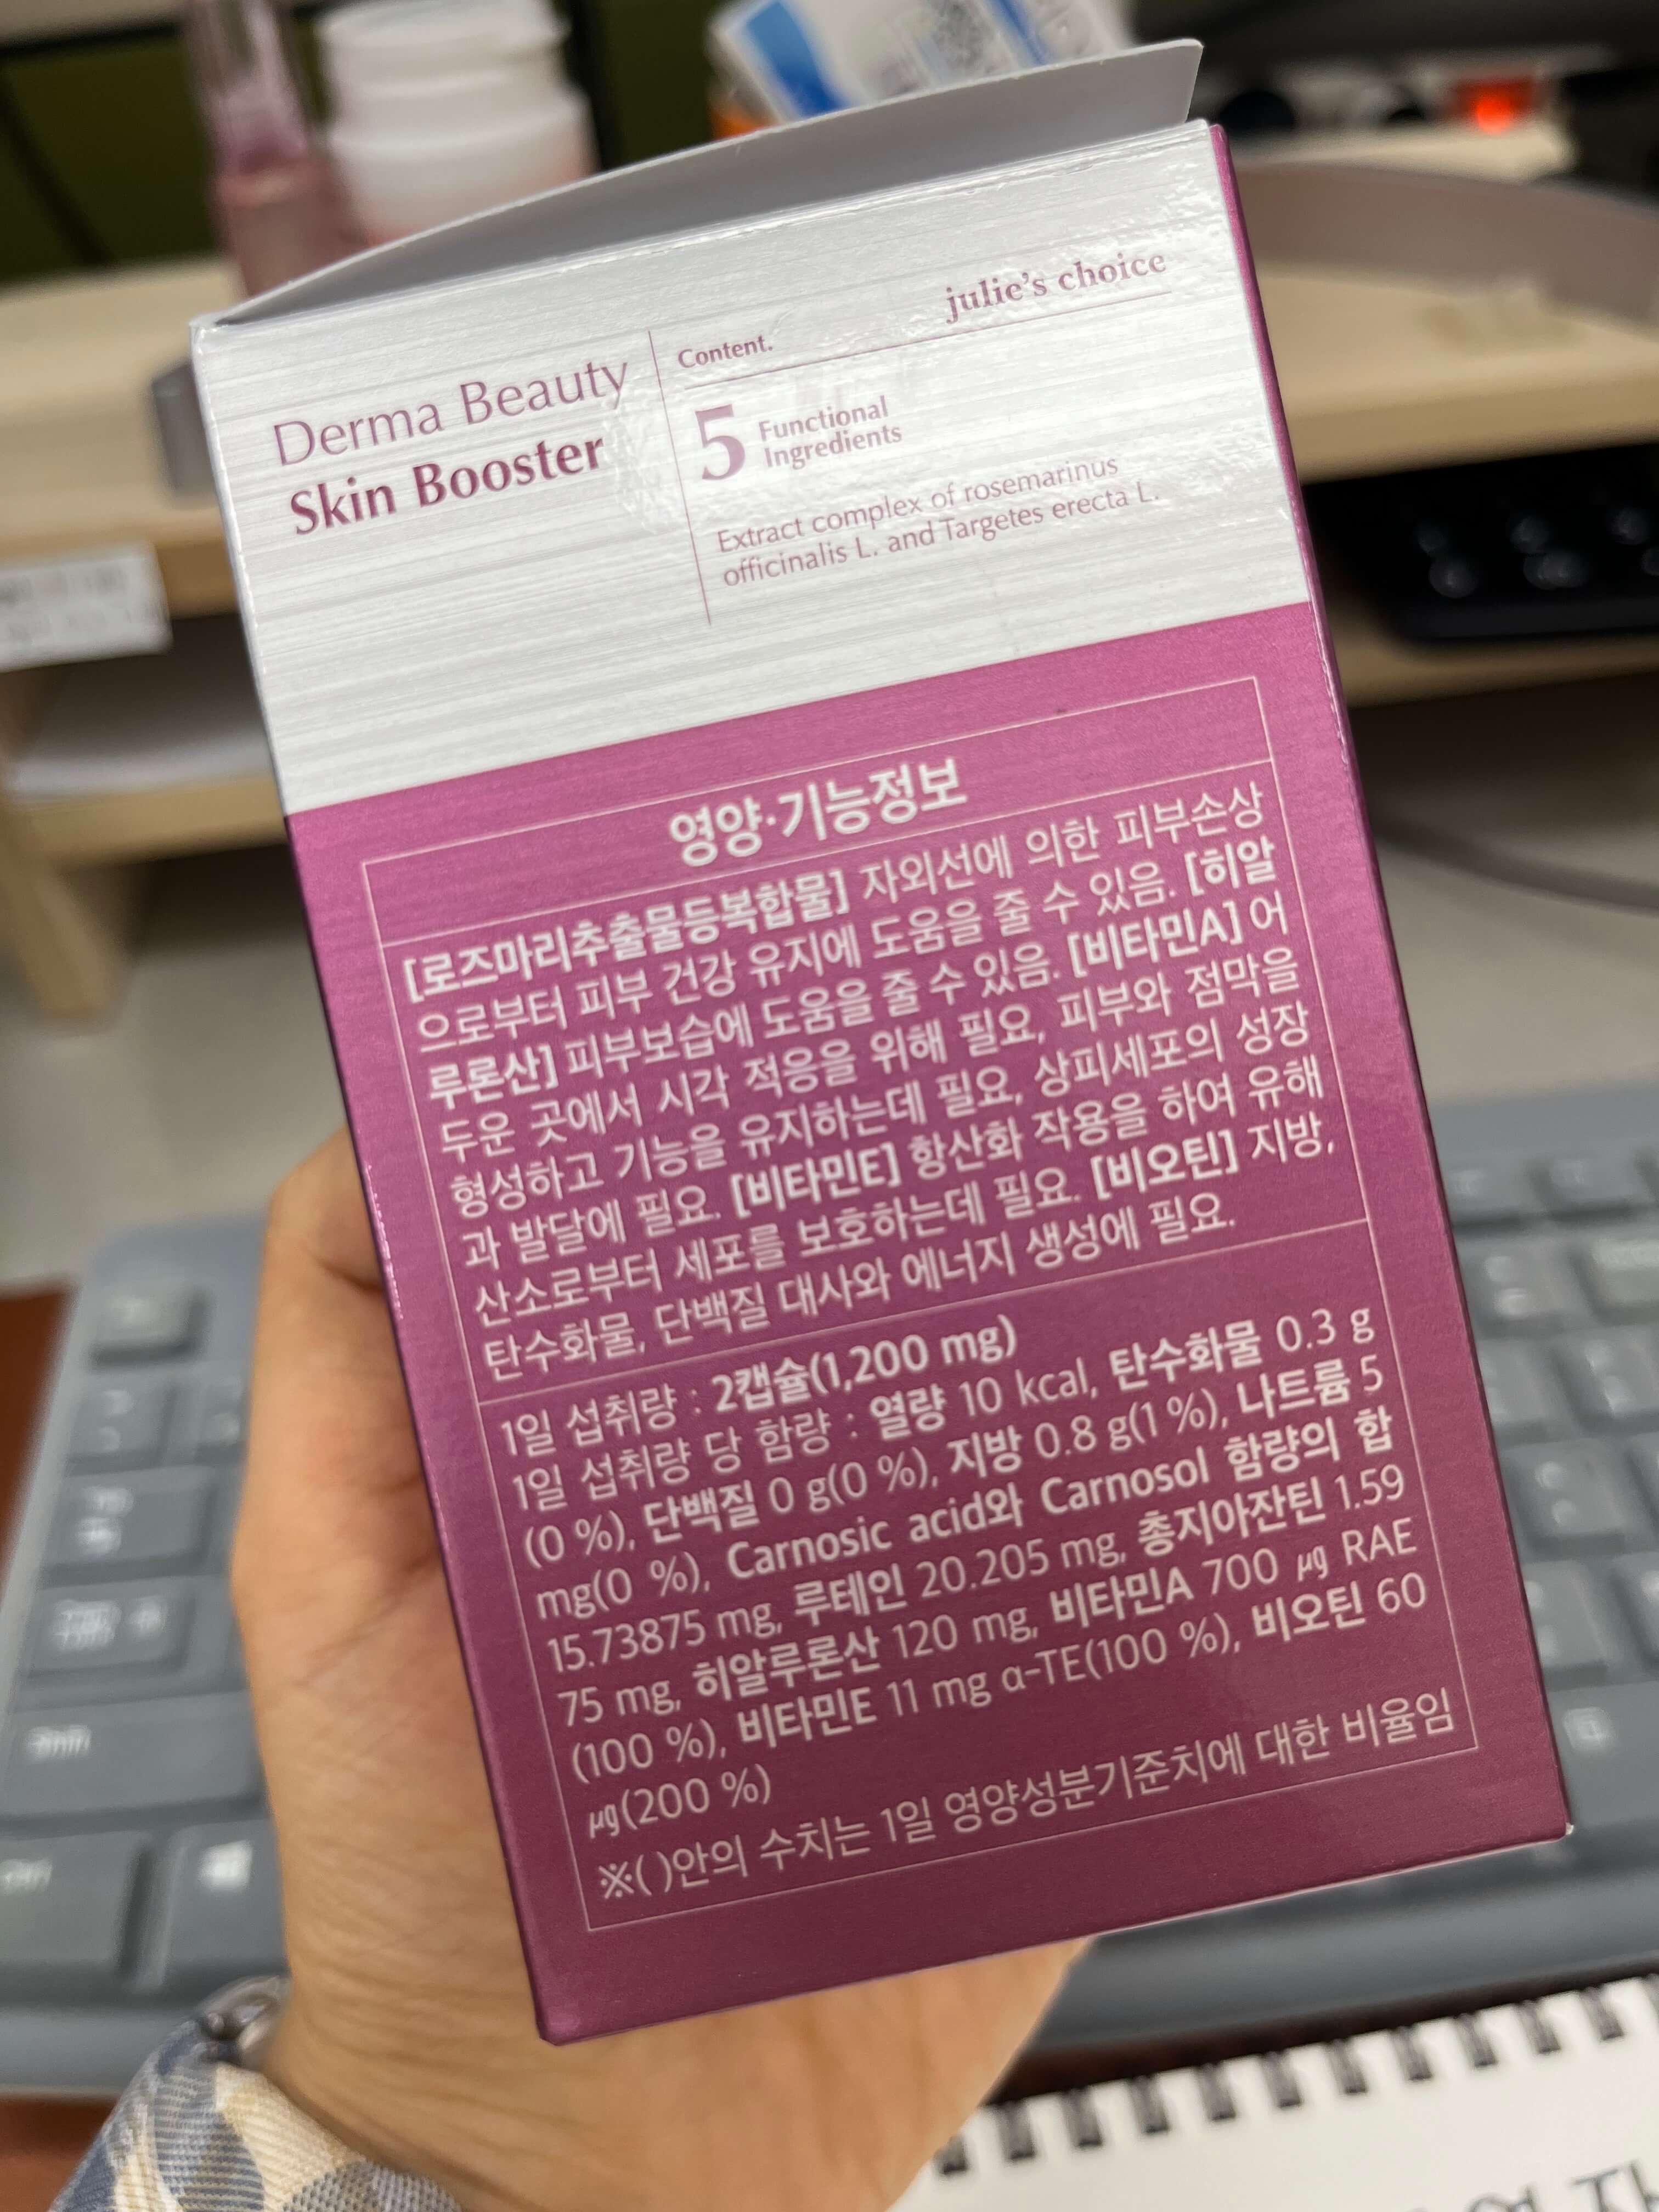 julie's choice
Derma Beauty
Skin Booster
Content.
5 Functional
Ingredients
Extract complex of rosemarinus
officinalis L. and Targetes erecta L.
영양·기능정보
[로즈마리추출물등복합물] 자외선에 의한 피부손상
으로부터 피부 건강 유지에 도움을 줄 수 있음. [히알
루론산] 피부보습에 도움을 줄 수 있음. [비타민A] 어
두운 곳에서 시각 적응을 위해 필요, 피부와 점막을
형성하고 기능을 유지하는데 필요, 상피세포의 성장
과 발달에 필요. [비타민E] 항산화 작용을 하여 유해
산소로부터 세포를 보호하는데 필요. [비오틴] 지방,
탄수화물, 단백질 대사와 에너지 생성에 필요.
1일 섭취량 : 2캡슐(1,200 mg)
1일 섭취량 당 함량 : 열량 10 kcal, 탄수화물 0.3 g
(0 %), 단백질 0 g(0 %), 지방 0.8 g(1 %), 나트륨 5
mg(0 %), Carnosic acid와 Carnosol 함량의 합
15.73875 mg, 루테인 20.205 mg, 총지아잔틴 1.59
75 mg, 히알루론산 120 mg, 비타민A 700 ㎍ RAE
(100 %), 비타민E 11 mg α-TE(100 %), 비오틴 60
㎍(200 %)
※( )안의 수치는 1일 영양성분기준치에 대한 비율임